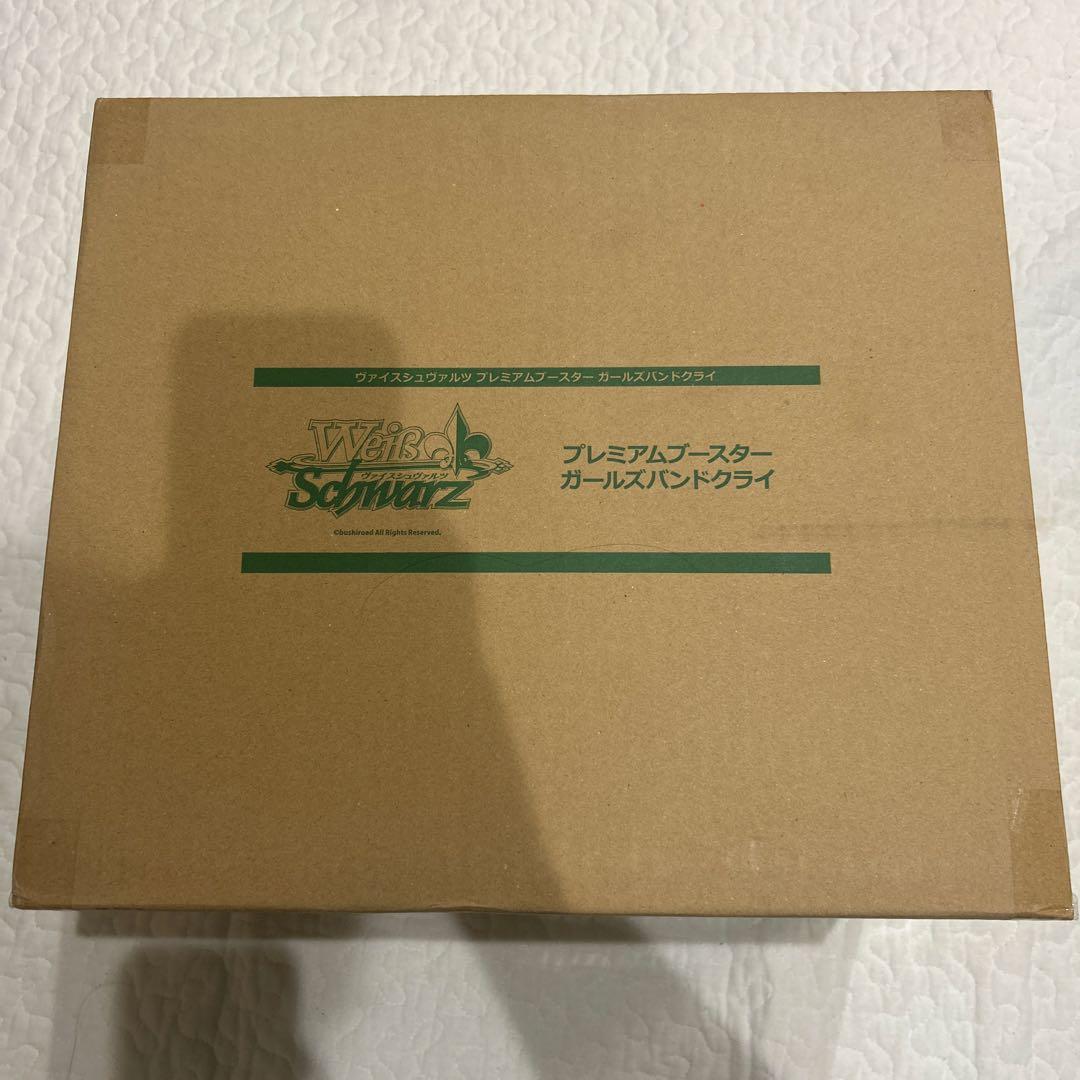 ヴァイスシュヴァルツ プレミアムブースター ガールズバンドクライ
Weiß
ヴァイスシュヴァルツ
Schwarz
©bushiroad All Rights Reserved.
プレミアムブースター
ガールズバンドクライ